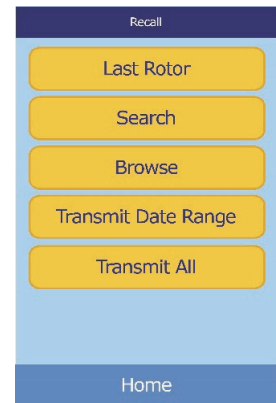 Recall
Last Rotor
Search
Browse
Transmit Date Range
Transmit All
Home